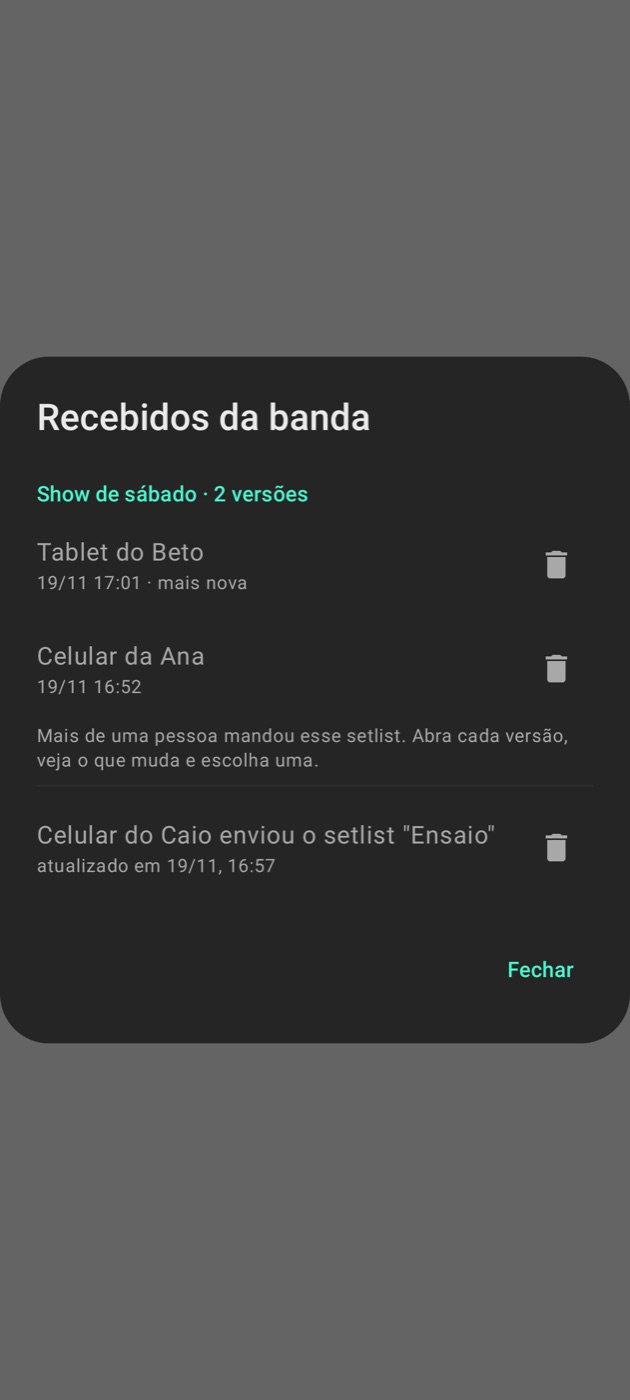 Recebidos da banda
Show de sábado · 2 versões
Tablet do Beto
19/11 17:01 · mais nova
Celular da Ana
19/11 16:52
Mais de uma pessoa mandou esse setlist. Abra cada versão,
veja o que muda e escolha uma.
Celular do Caio enviou o setlist "Ensaio"
atualizado em 19/11, 16:57
Fechar